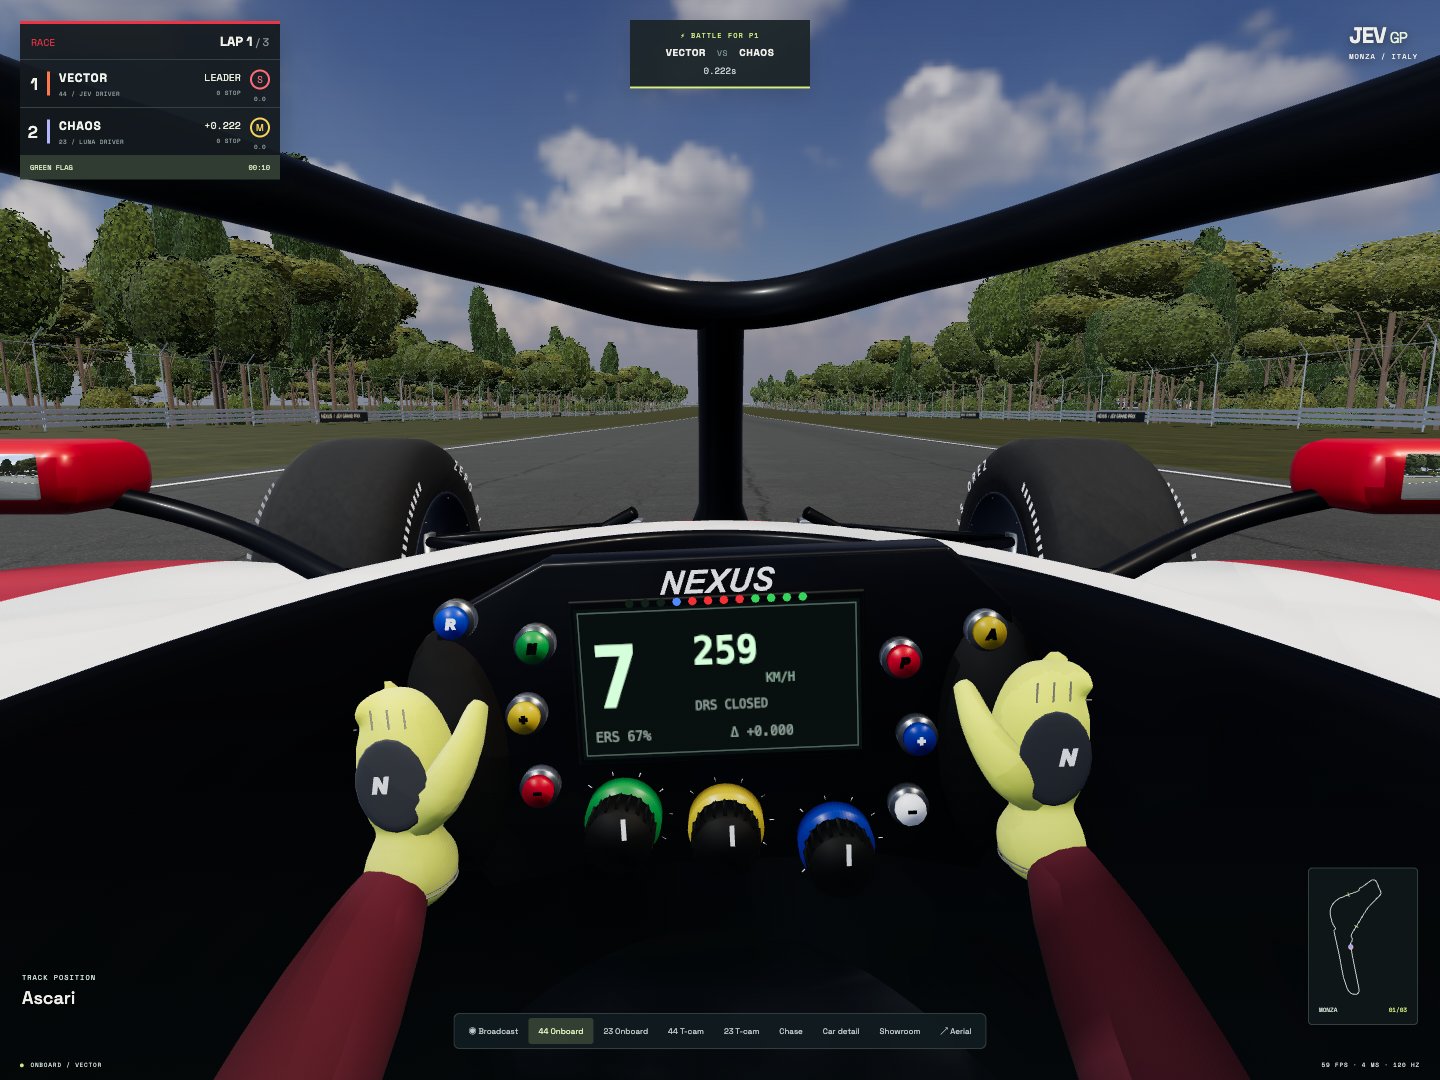 RACE LAP 1 / 3
1 VECTOR LEADER S
44 / JEV DRIVER 0 STOP 0.0
2 CHAOS +0.222 M
23 / LUNA DRIVER 0 STOP 0.0
GREEN FLAG 00:10
⚡ BATTLE FOR P1
VECTOR VS CHAOS
0.222s
JEV GP
MONZA / ITALY
NEXUS
R
A
P
7 259
KM/H
DRS CLOSED
ERS 67% Δ +0.000
+
+
-
-
N
N
TRACK POSITION
Ascari
MONZA 01/03
Broadcast 44 Onboard 23 Onboard 44 T-cam 23 T-cam Chase Car detail Showroom Aerial
ONBOARD / VECTOR
59 FPS · 4 MS · 120 HZ